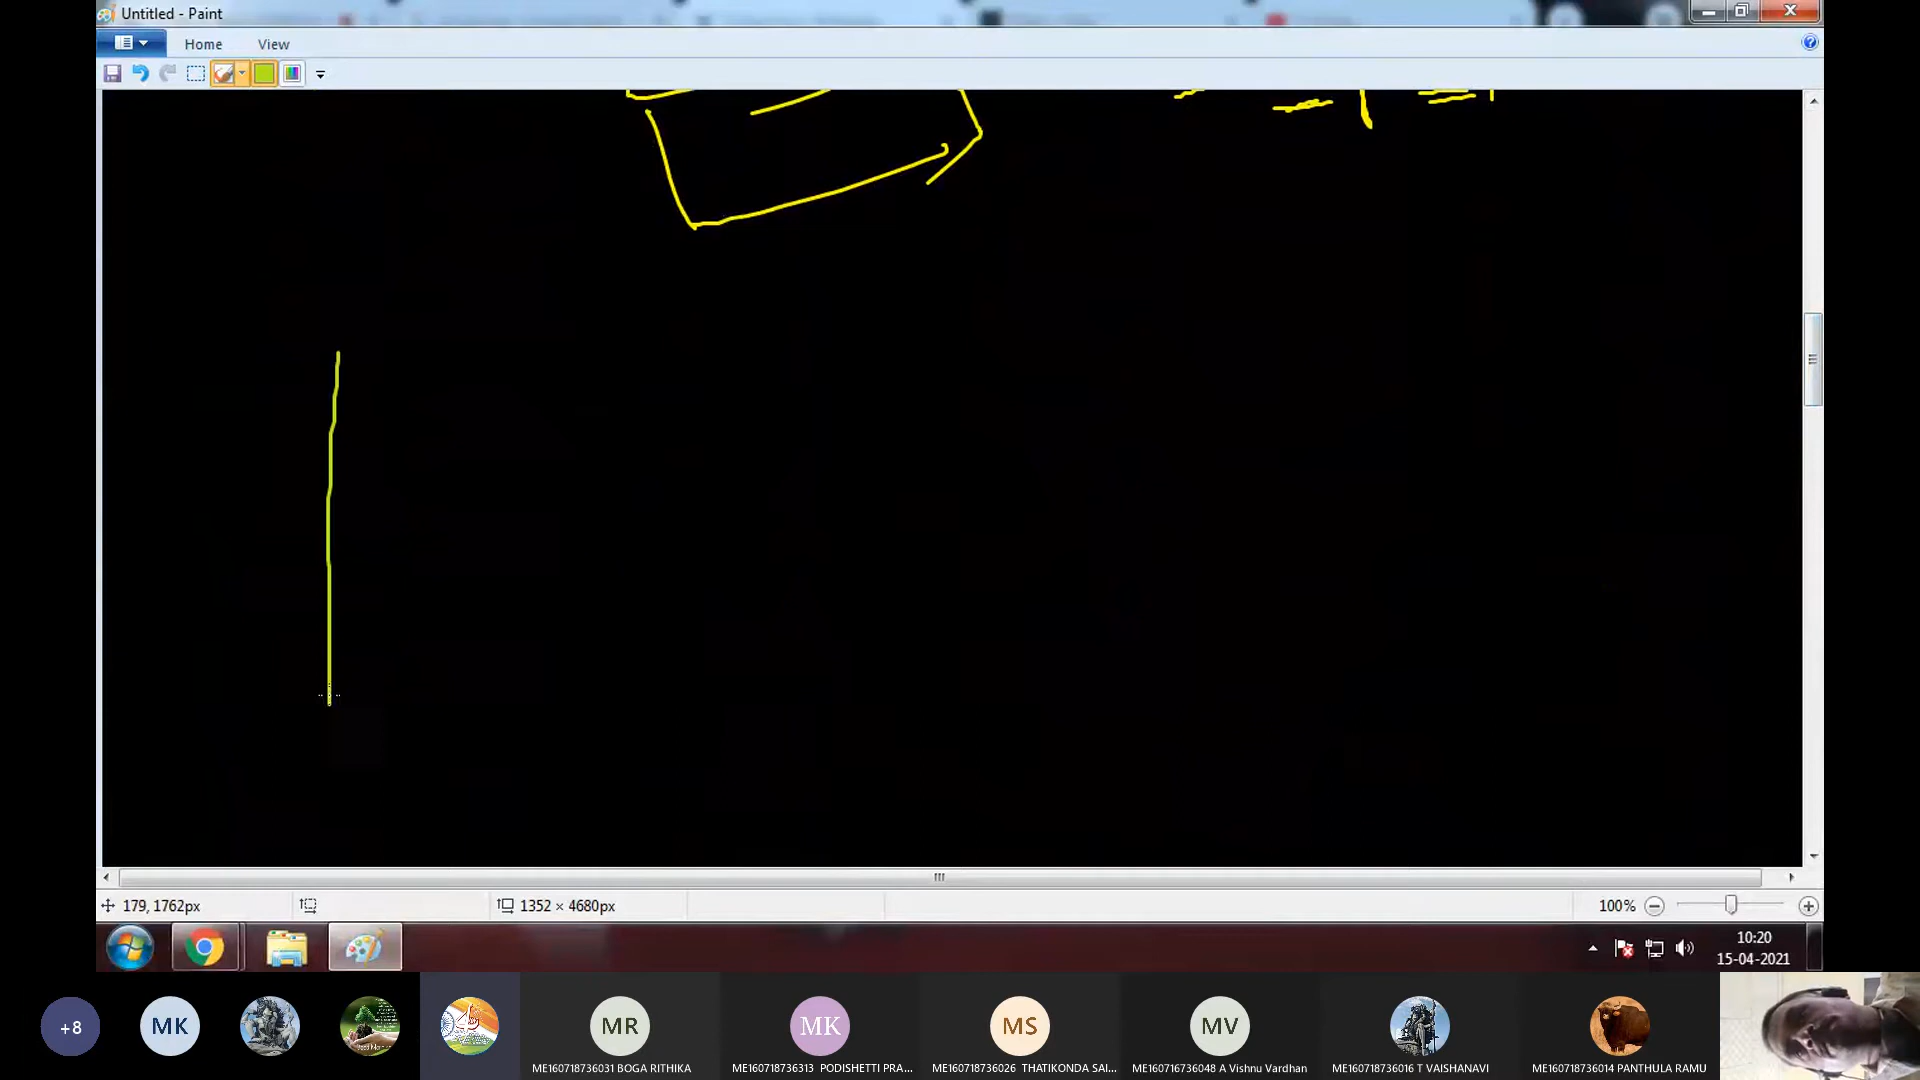 Untitled - Paint
Home View
179, 1762px
1352 × 4680px
100%
10:20
15-04-2021
+8
MK
MR
MK
MS
MV
ME160718736031 BOGA RITHIKA
ME160718736313 PODISHETTI PRA...
ME160718736026 THATIKONDA SAI...
ME160716736048 A Vishnu Vardhan
ME160718736016 T VAISHANAVI
ME160718736014 PANTHULA RAMU